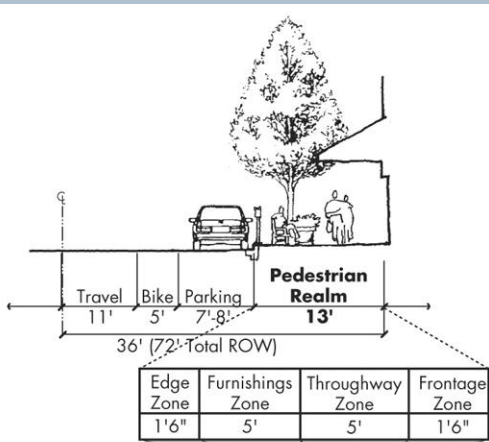 ℄
Travel Bike Parking Pedestrian Realm
11' 5' 7'-8' 13'
36' (72' Total ROW)
Edge Zone Furnishings Zone Throughway Zone Frontage Zone
1'6" 5' 5' 1'6"